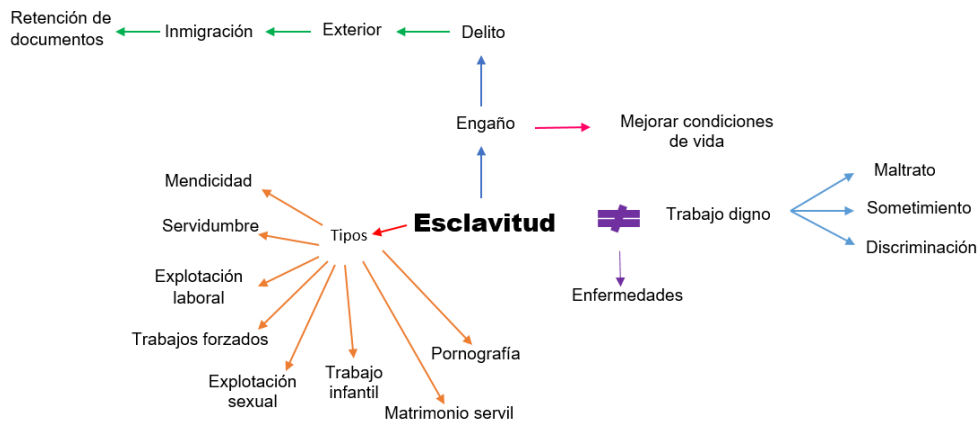 Retención de
documentos
Inmigración
Exterior
Delito
Engaño
Mejorar condiciones
de vida
Maltrato
Mendicidad
Servidumbre
Tipos
Esclavitud
Trabajo digno
Sometimiento
Discriminación
Explotación
laboral
Enfermedades
Trabajos forzados
Pornografía
Explotación
sexual
Trabajo
infantil
Matrimonio servil